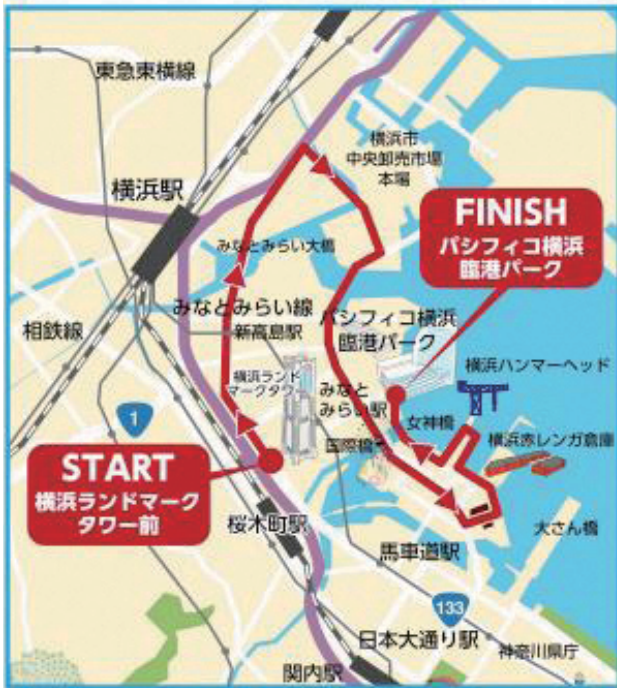 東急東横線
横浜市
中央卸売市場
本場
横浜駅
FINISH
パシフィコ横浜
臨港パーク
みなとみらい大橋
みなとみらい線
新高島駅
パシフィコ横浜
臨港パーク
相鉄線
横浜ランド
マークタワー
みなと
みらい駅
横浜ハンマーヘッド
1
女神橋
国際橋
横浜赤レンガ倉庫
START
横浜ランドマーク
タワー前
桜木町駅
大さん橋
馬車道駅
133
日本大通り駅
神奈川県庁
関内駅